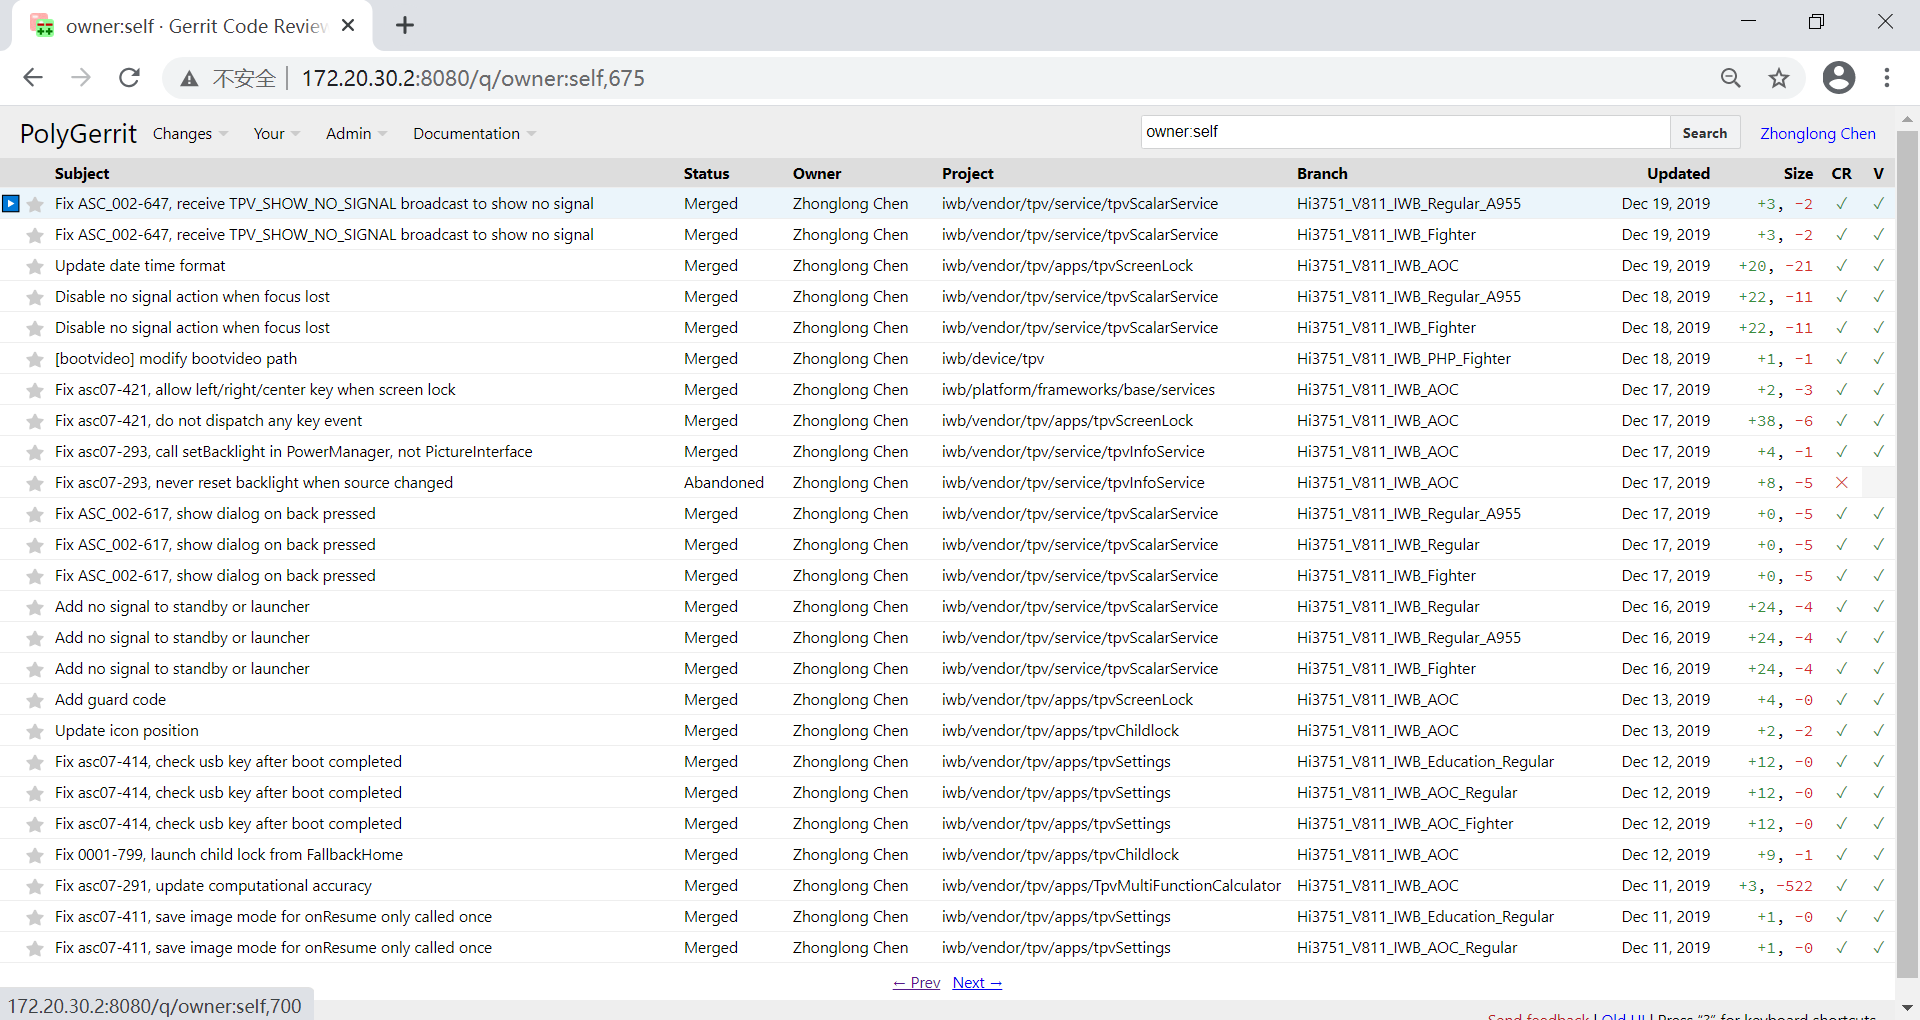 owner:self · Gerrit Code Review
不安全 172.20.30.2:8080/q/owner:self,675
PolyGerrit Changes Your Admin Documentation owner:self Search Zhonglong Chen
Subject Status Owner Project Branch Updated Size CR V
Fix ASC_002-647, receive TPV_SHOW_NO_SIGNAL broadcast to show no signal Merged Zhonglong Chen iwb/vendor/tpv/service/tpvScalarService Hi3751_V811_IWB_Regular_A955 Dec 19, 2019 +3, -2 ✓ ✓
Fix ASC_002-647, receive TPV_SHOW_NO_SIGNAL broadcast to show no signal Merged Zhonglong Chen iwb/vendor/tpv/service/tpvScalarService Hi3751_V811_IWB_Fighter Dec 19, 2019 +3, -2 ✓ ✓
Update date time format Merged Zhonglong Chen iwb/vendor/tpv/apps/tpvScreenLock Hi3751_V811_IWB_AOC Dec 19, 2019 +20, -21 ✓ ✓
Disable no signal action when focus lost Merged Zhonglong Chen iwb/vendor/tpv/service/tpvScalarService Hi3751_V811_IWB_Regular_A955 Dec 18, 2019 +22, -11 ✓ ✓
Disable no signal action when focus lost Merged Zhonglong Chen iwb/vendor/tpv/service/tpvScalarService Hi3751_V811_IWB_Fighter Dec 18, 2019 +22, -11 ✓ ✓
[bootvideo] modify bootvideo path Merged Zhonglong Chen iwb/device/tpv Hi3751_V811_IWB_PHP_Fighter Dec 18, 2019 +1, -1 ✓ ✓
Fix asc07-421, allow left/right/center key when screen lock Merged Zhonglong Chen iwb/platform/frameworks/base/services Hi3751_V811_IWB_AOC Dec 17, 2019 +2, -3 ✓ ✓
Fix asc07-421, do not dispatch any key event Merged Zhonglong Chen iwb/vendor/tpv/apps/tpvScreenLock Hi3751_V811_IWB_AOC Dec 17, 2019 +38, -6 ✓ ✓
Fix asc07-293, call setBacklight in PowerManager, not PictureInterface Merged Zhonglong Chen iwb/vendor/tpv/service/tpvInfoService Hi3751_V811_IWB_AOC Dec 17, 2019 +4, -1 ✓ ✓
Fix asc07-293, never reset backlight when source changed Abandoned Zhonglong Chen iwb/vendor/tpv/service/tpvInfoService Hi3751_V811_IWB_AOC Dec 17, 2019 +8, -5 ✕
Fix ASC_002-617, show dialog on back pressed Merged Zhonglong Chen iwb/vendor/tpv/service/tpvScalarService Hi3751_V811_IWB_Regular_A955 Dec 17, 2019 +0, -5 ✓ ✓
Fix ASC_002-617, show dialog on back pressed Merged Zhonglong Chen iwb/vendor/tpv/service/tpvScalarService Hi3751_V811_IWB_Regular Dec 17, 2019 +0, -5 ✓ ✓
Fix ASC_002-617, show dialog on back pressed Merged Zhonglong Chen iwb/vendor/tpv/service/tpvScalarService Hi3751_V811_IWB_Fighter Dec 17, 2019 +0, -5 ✓ ✓
Add no signal to standby or launcher Merged Zhonglong Chen iwb/vendor/tpv/service/tpvScalarService Hi3751_V811_IWB_Regular Dec 16, 2019 +24, -4 ✓ ✓
Add no signal to standby or launcher Merged Zhonglong Chen iwb/vendor/tpv/service/tpvScalarService Hi3751_V811_IWB_Regular_A955 Dec 16, 2019 +24, -4 ✓ ✓
Add no signal to standby or launcher Merged Zhonglong Chen iwb/vendor/tpv/service/tpvScalarService Hi3751_V811_IWB_Fighter Dec 16, 2019 +24, -4 ✓ ✓
Add guard code Merged Zhonglong Chen iwb/vendor/tpv/apps/tpvScreenLock Hi3751_V811_IWB_AOC Dec 13, 2019 +4, -0 ✓ ✓
Update icon position Merged Zhonglong Chen iwb/vendor/tpv/apps/tpvChildlock Hi3751_V811_IWB_AOC Dec 13, 2019 +2, -2 ✓ ✓
Fix asc07-414, check usb key after boot completed Merged Zhonglong Chen iwb/vendor/tpv/apps/tpvSettings Hi3751_V811_IWB_Education_Regular Dec 12, 2019 +12, -0 ✓ ✓
Fix asc07-414, check usb key after boot completed Merged Zhonglong Chen iwb/vendor/tpv/apps/tpvSettings Hi3751_V811_IWB_AOC_Regular Dec 12, 2019 +12, -0 ✓ ✓
Fix asc07-414, check usb key after boot completed Merged Zhonglong Chen iwb/vendor/tpv/apps/tpvSettings Hi3751_V811_IWB_AOC_Fighter Dec 12, 2019 +12, -0 ✓ ✓
Fix 0001-799, launch child lock from FallbackHome Merged Zhonglong Chen iwb/vendor/tpv/apps/tpvChildlock Hi3751_V811_IWB_AOC Dec 12, 2019 +9, -1 ✓ ✓
Fix asc07-291, update computational accuracy Merged Zhonglong Chen iwb/vendor/tpv/apps/TpvMultiFunctionCalculator Hi3751_V811_IWB_AOC Dec 11, 2019 +3, -522 ✓ ✓
Fix asc07-411, save image mode for onResume only called once Merged Zhonglong Chen iwb/vendor/tpv/apps/tpvSettings Hi3751_V811_IWB_Education_Regular Dec 11, 2019 +1, -0 ✓ ✓
Fix asc07-411, save image mode for onResume only called once Merged Zhonglong Chen iwb/vendor/tpv/apps/tpvSettings Hi3751_V811_IWB_AOC_Regular Dec 11, 2019 +1, -0 ✓ ✓
← Prev Next →
172.20.30.2:8080/q/owner:self,700
Send feedback | Old UI | Press “?” for keyboard shortcuts